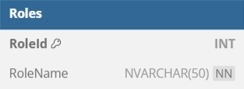 Roles
RoleId INT
RoleName NVARCHAR(50) NN